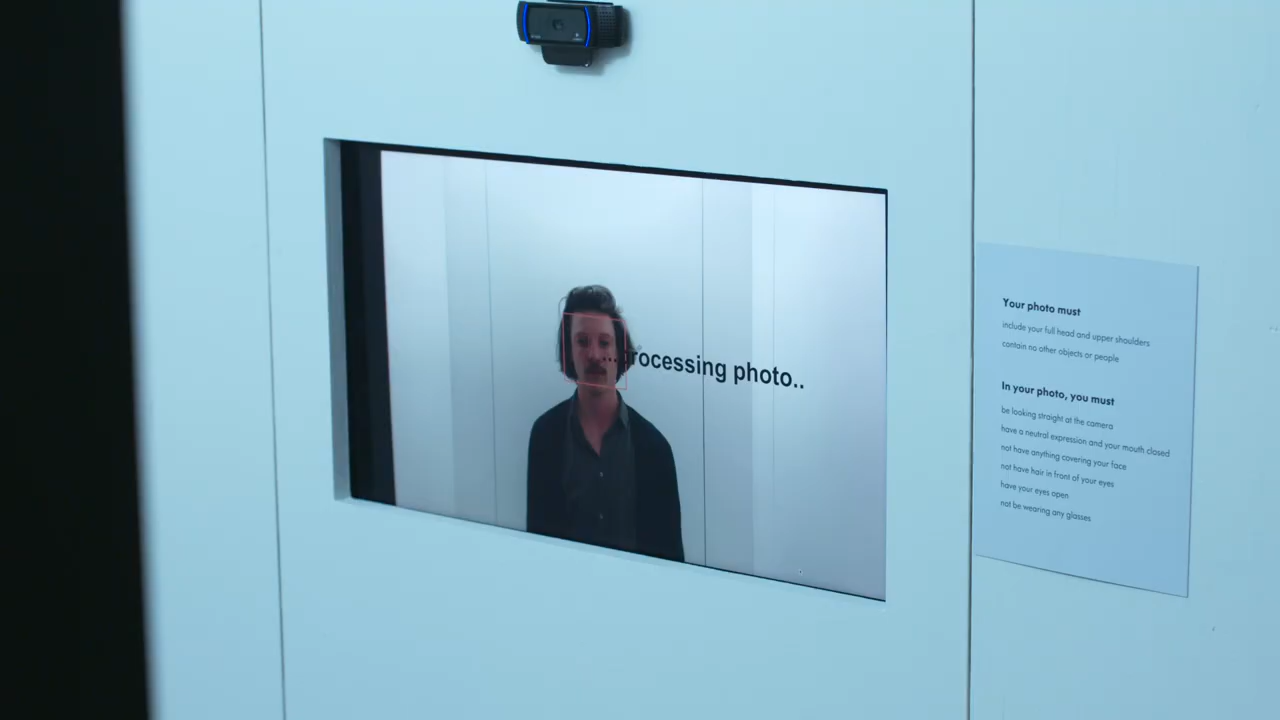 ...processing photo..
Your photo must
include your full head and upper shoulders
contain no other objects or people
In your photo, you must
be looking straight at the camera
have a neutral expression and your mouth closed
not have anything covering your face
not have hair in front of your eyes
have your eyes open
not be wearing any glasses